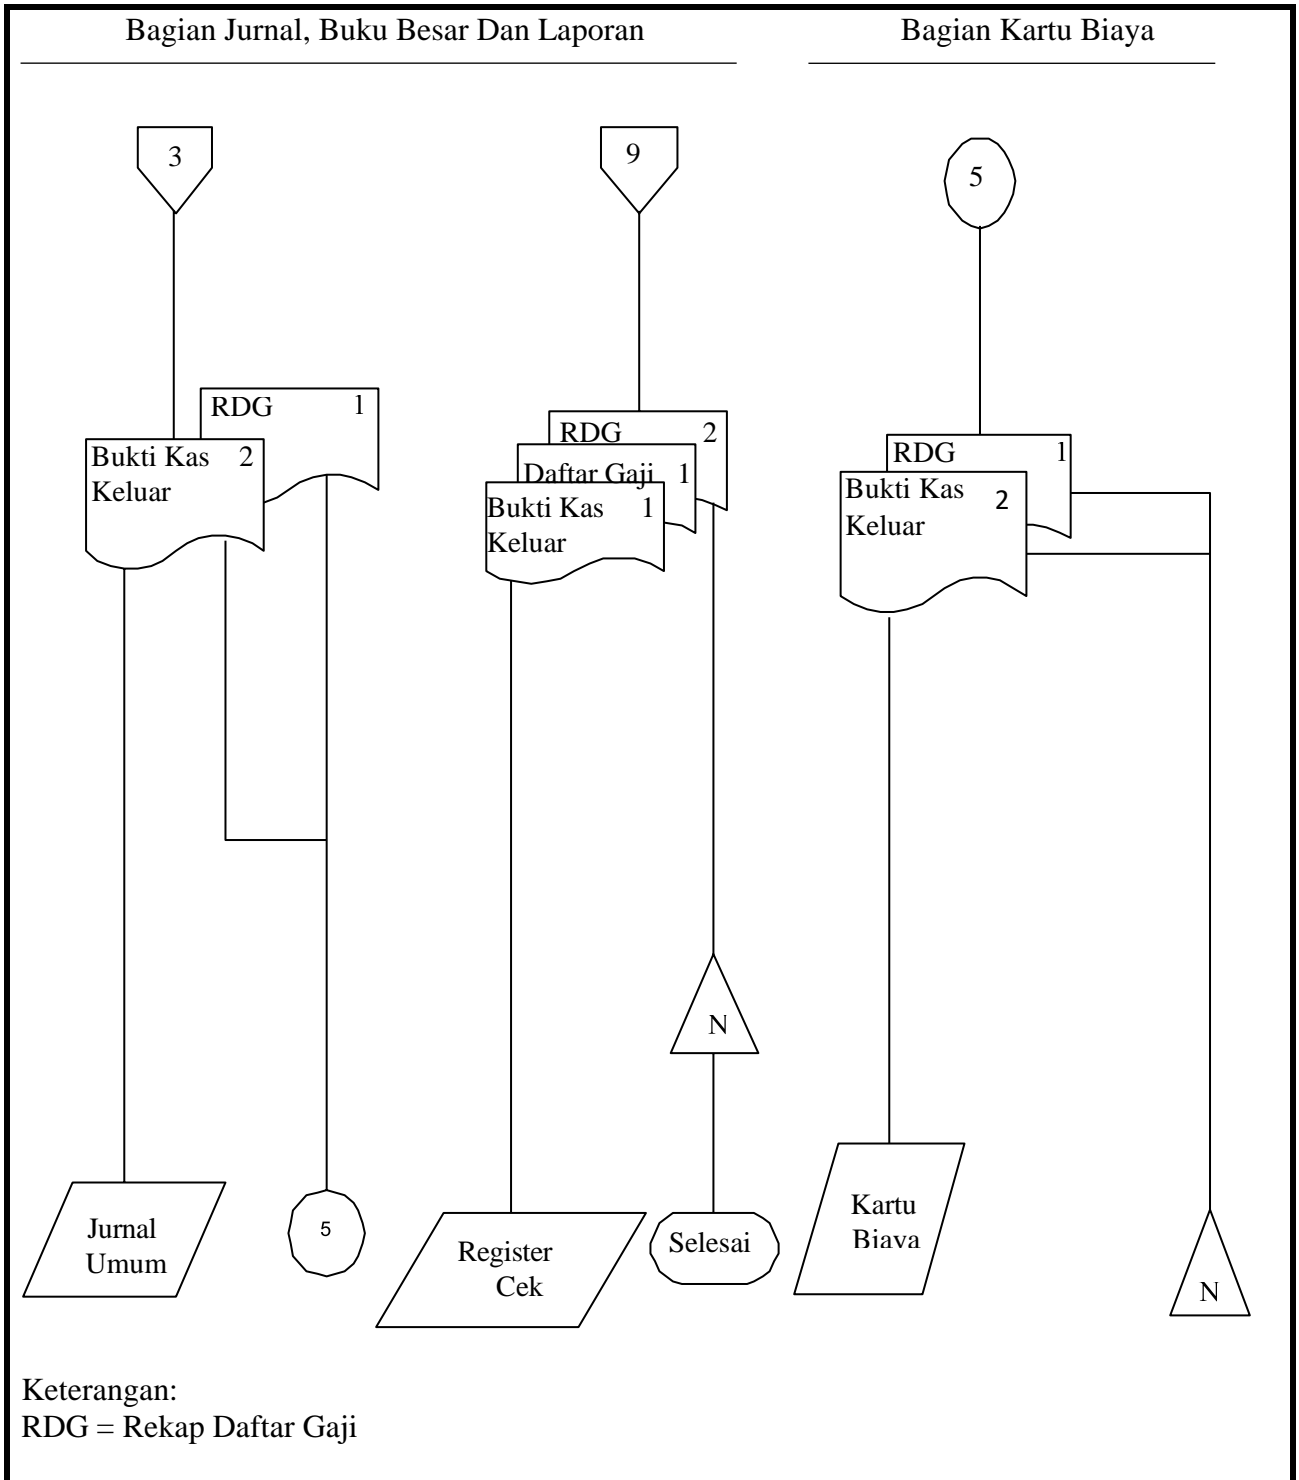 Bagian Jurnal, Buku Besar Dan Laporan
Bagian Kartu Biaya
3
9
5
RDG 1
Bukti Kas 2
Keluar
RDG 2
Daftar Gaji 1
Bukti Kas 1
Keluar
RDG 1
Bukti Kas 2
Keluar
N
Jurnal
Umum
5
Register
Cek
Selesai
Kartu
Biaya
N
Keterangan:
RDG = Rekap Daftar Gaji